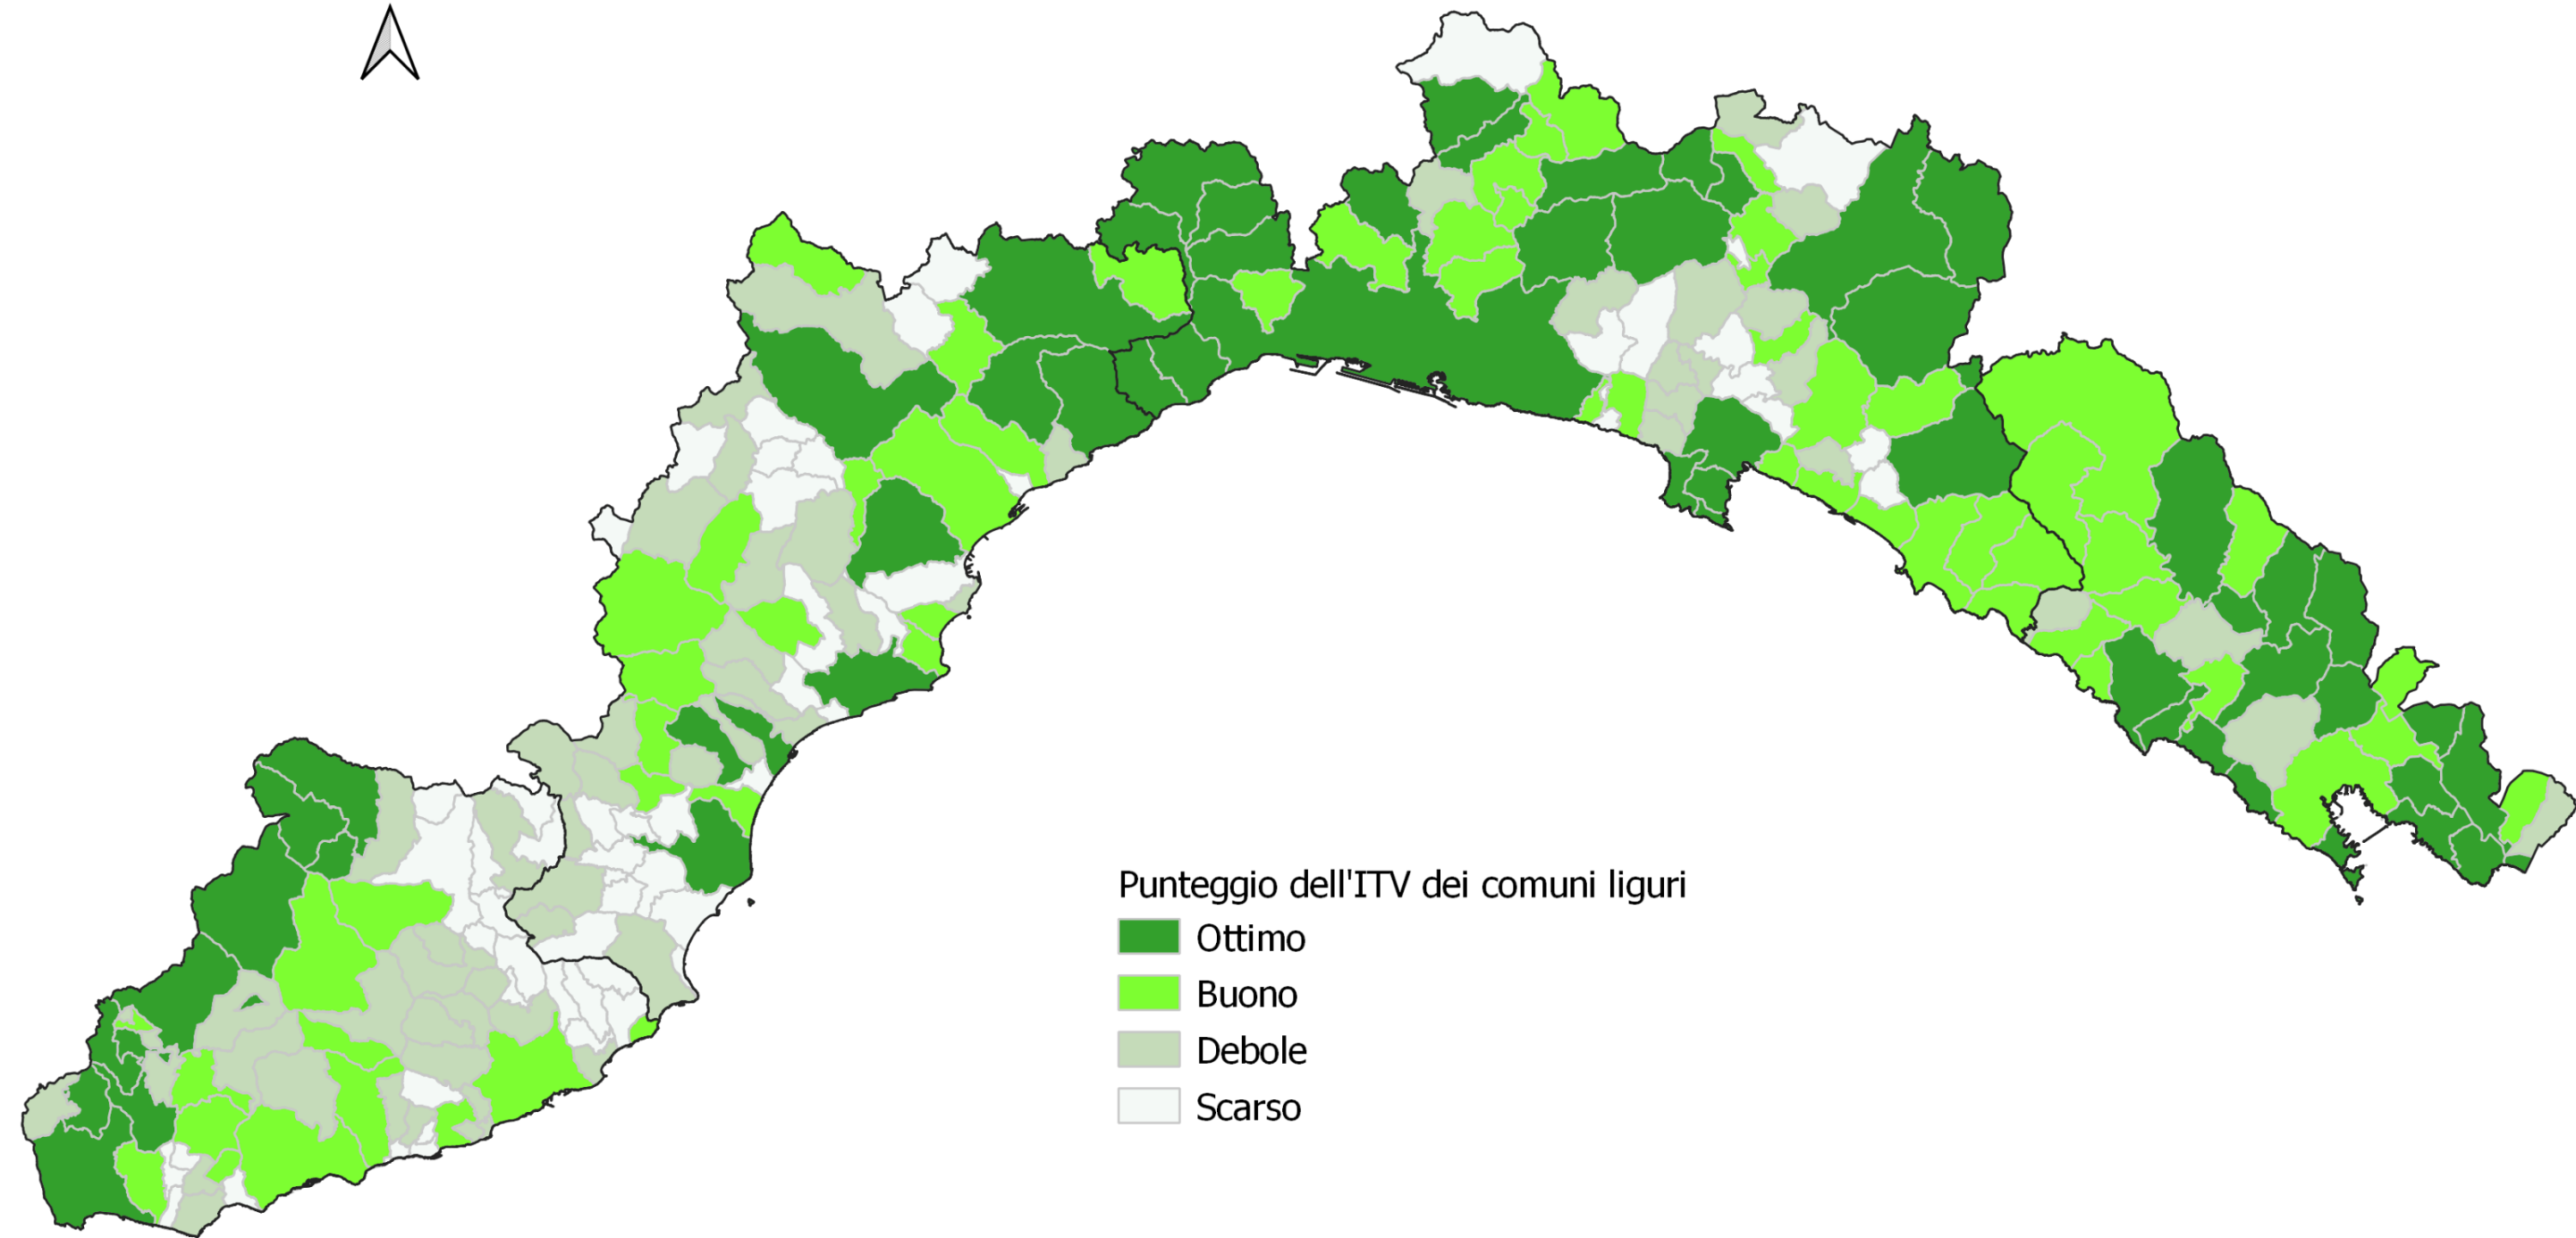 Punteggio dell'ITV dei comuni liguri
Ottimo
Buono
Debole
Scarso